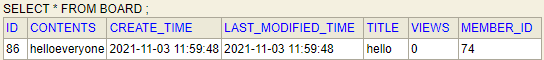 SELECT * FROM BOARD ;
ID CONTENTS CREATE_TIME LAST_MODIFIED_TIME TITLE VIEWS MEMBER_ID
86 helloeveryone 2021-11-03 11:59:48 2021-11-03 11:59:48 hello 0 74